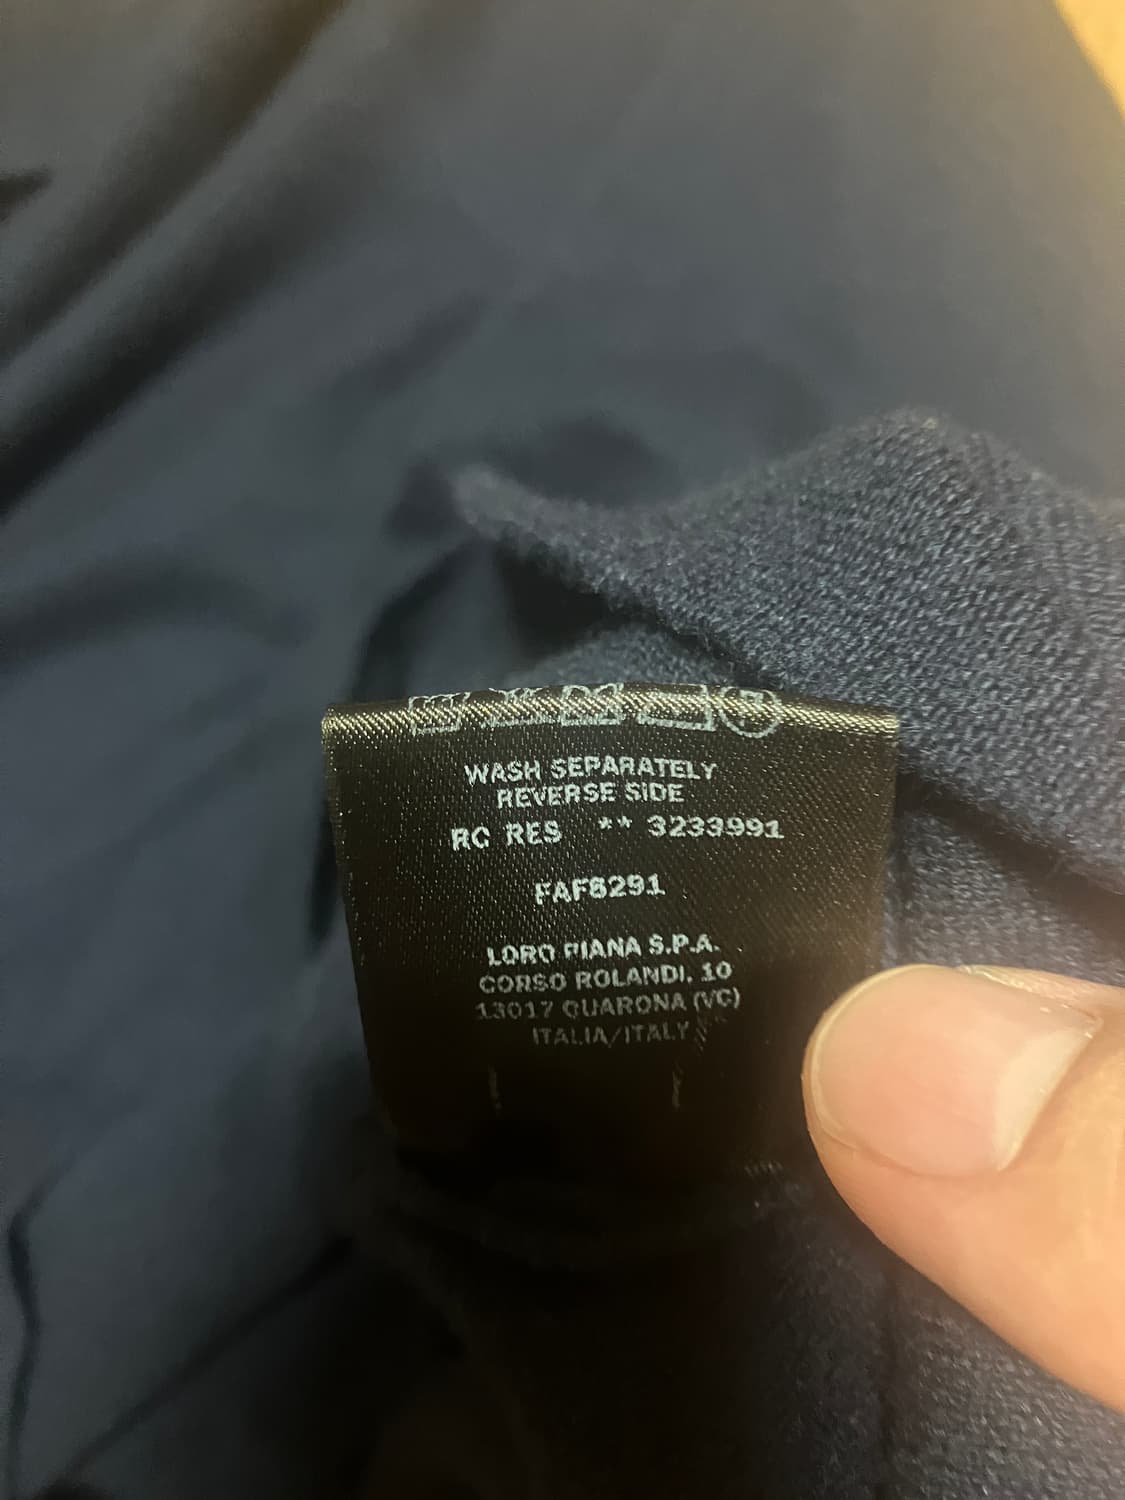 WASH SEPARATELY
REVERSE SIDE
RC RES ** 3233991
FAF8291
LORO PIANA S.P.A.
CORSO ROLANDI, 10
13017 QUARONA (VC)
ITALIA/ITALY